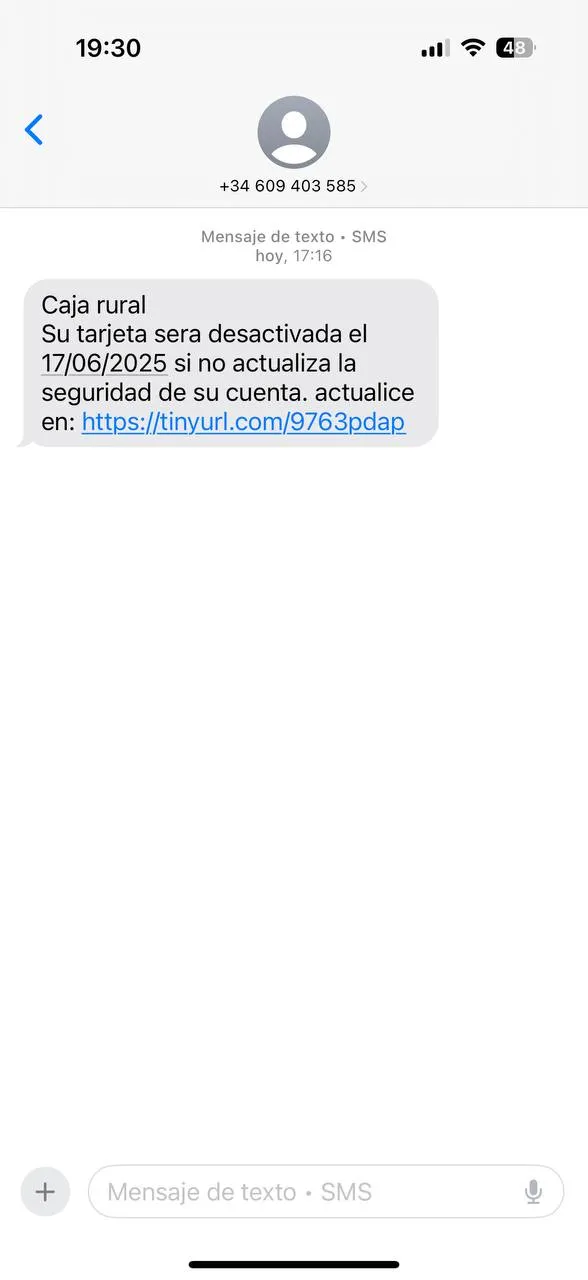 19:30
48
+34 609 403 585
Mensaje de texto • SMS
hoy, 17:16
Caja rural
Su tarjeta sera desactivada el
17/06/2025 si no actualiza la
seguridad de su cuenta. actualice
en: https://tinyurl.com/9763pdap
Mensaje de texto • SMS